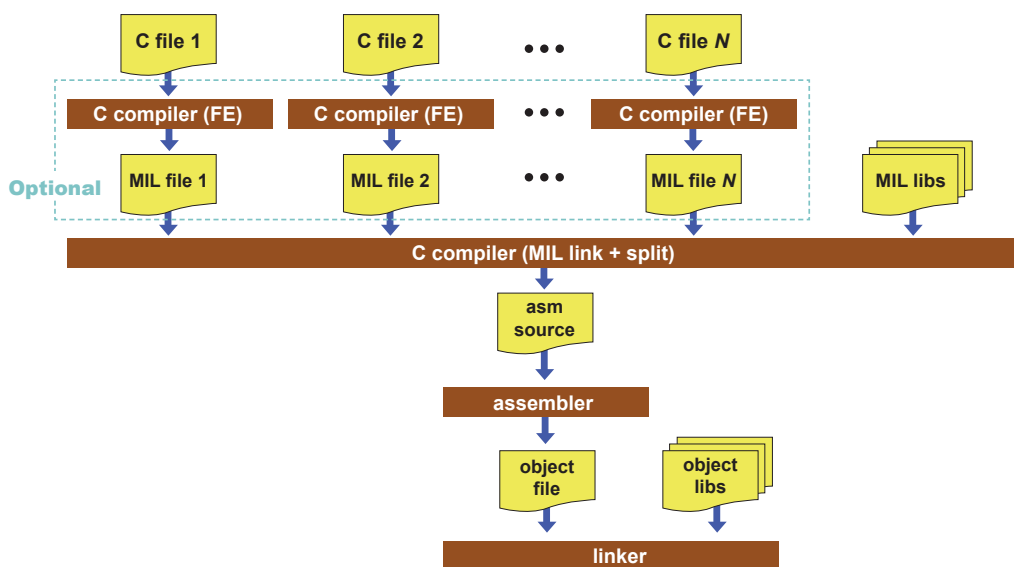 C file 1
C file 2
C file N
C compiler (FE)
C compiler (FE)
C compiler (FE)
Optional
MIL file 1
MIL file 2
MIL file N
MIL libs
C compiler (MIL link + split)
asm
source
assembler
object
file
object
libs
linker